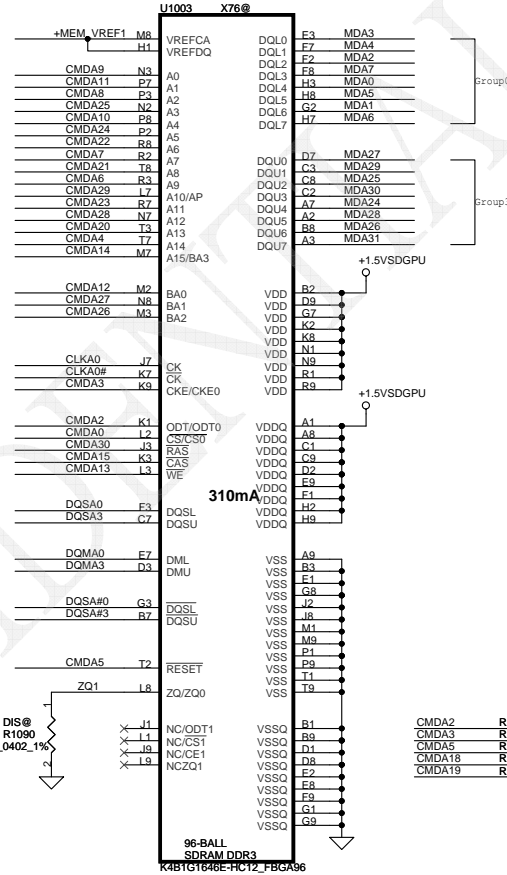 U1003 X76@
+MEM_VREF1 M8 VREFCA
H1 VREFDQ
CMDA9 N3 A0
CMDA11 P7 A1
CMDA8 P3 A2
CMDA25 N2 A3
CMDA10 P8 A4
CMDA24 P2 A5
CMDA22 R8 A6
CMDA7 R2 A7
CMDA21 T8 A8
CMDA6 R3 A9
CMDA29 L7 A10/AP
CMDA23 R7 A11
CMDA28 N7 A12
CMDA20 T3 A13
CMDA4 T7 A14
CMDA14 M7 A15/BA3
CMDA12 M2 BA0
CMDA27 N8 BA1
CMDA26 M3 BA2
CLKA0 J7 CK
CLKA0# K7 CK
CMDA3 K9 CKE/CKE0
CMDA2 K1 ODT/ODT0
CMDA0 L2 CS/CS0
CMDA30 J3 RAS
CMDA15 K3 CAS
CMDA13 L3 WE
DQSA0 F3 DQSL
DQSA3 C7 DQSU
DQMA0 E7 DML
DQMA3 D3 DMU
DQSA#0 G3 DQSL
DQSA#3 B7 DQSU
CMDA5 T2 RESET
ZQ1 L8 ZQ/ZQ0
J1 NC/ODT1
L1 NC/CS1
J9 NC/CE1
L9 NCZQ1
1
DIS@
R1090
_0402_1%
2
DQL0 E3 MDA3
DQL1 F7 MDA4
DQL2 F2 MDA2
DQL3 F8 MDA7
DQL4 H3 MDA0
DQL5 H8 MDA5
DQL6 G2 MDA1
DQL7 H7 MDA6
Group0
DQU0 D7 MDA27
DQU1 C3 MDA29
DQU2 C8 MDA25
DQU3 C2 MDA30
DQU4 A7 MDA24
DQU5 A2 MDA28
DQU6 B8 MDA26
DQU7 A3 MDA31
Group
+1.5VSDGPU
VDD B2
VDD D9
VDD G7
VDD K2
VDD K8
VDD N1
VDD N9
VDD R1
VDD R9
+1.5VSDGPU
VDDQ A1
VDDQ A8
VDDQ C1
VDDQ C9
VDDQ D2
VDDQ E9
VDDQ F1
VDDQ H2
VDDQ H9
310mA
VSS A9
VSS B3
VSS E1
VSS G8
VSS J2
VSS J8
VSS M1
VSS M9
VSS P1
VSS P9
VSS T1
VSS T9
VSSQ B1
VSSQ B9
VSSQ D1
VSSQ D8
VSSQ E2
VSSQ E8
VSSQ F9
VSSQ G1
VSSQ G9
96-BALL
SDRAM DDR3
K4B1G1646E-HC12_FBGA96
CMDA2 R
CMDA3 R
CMDA5 R
CMDA18 R
CMDA19 R